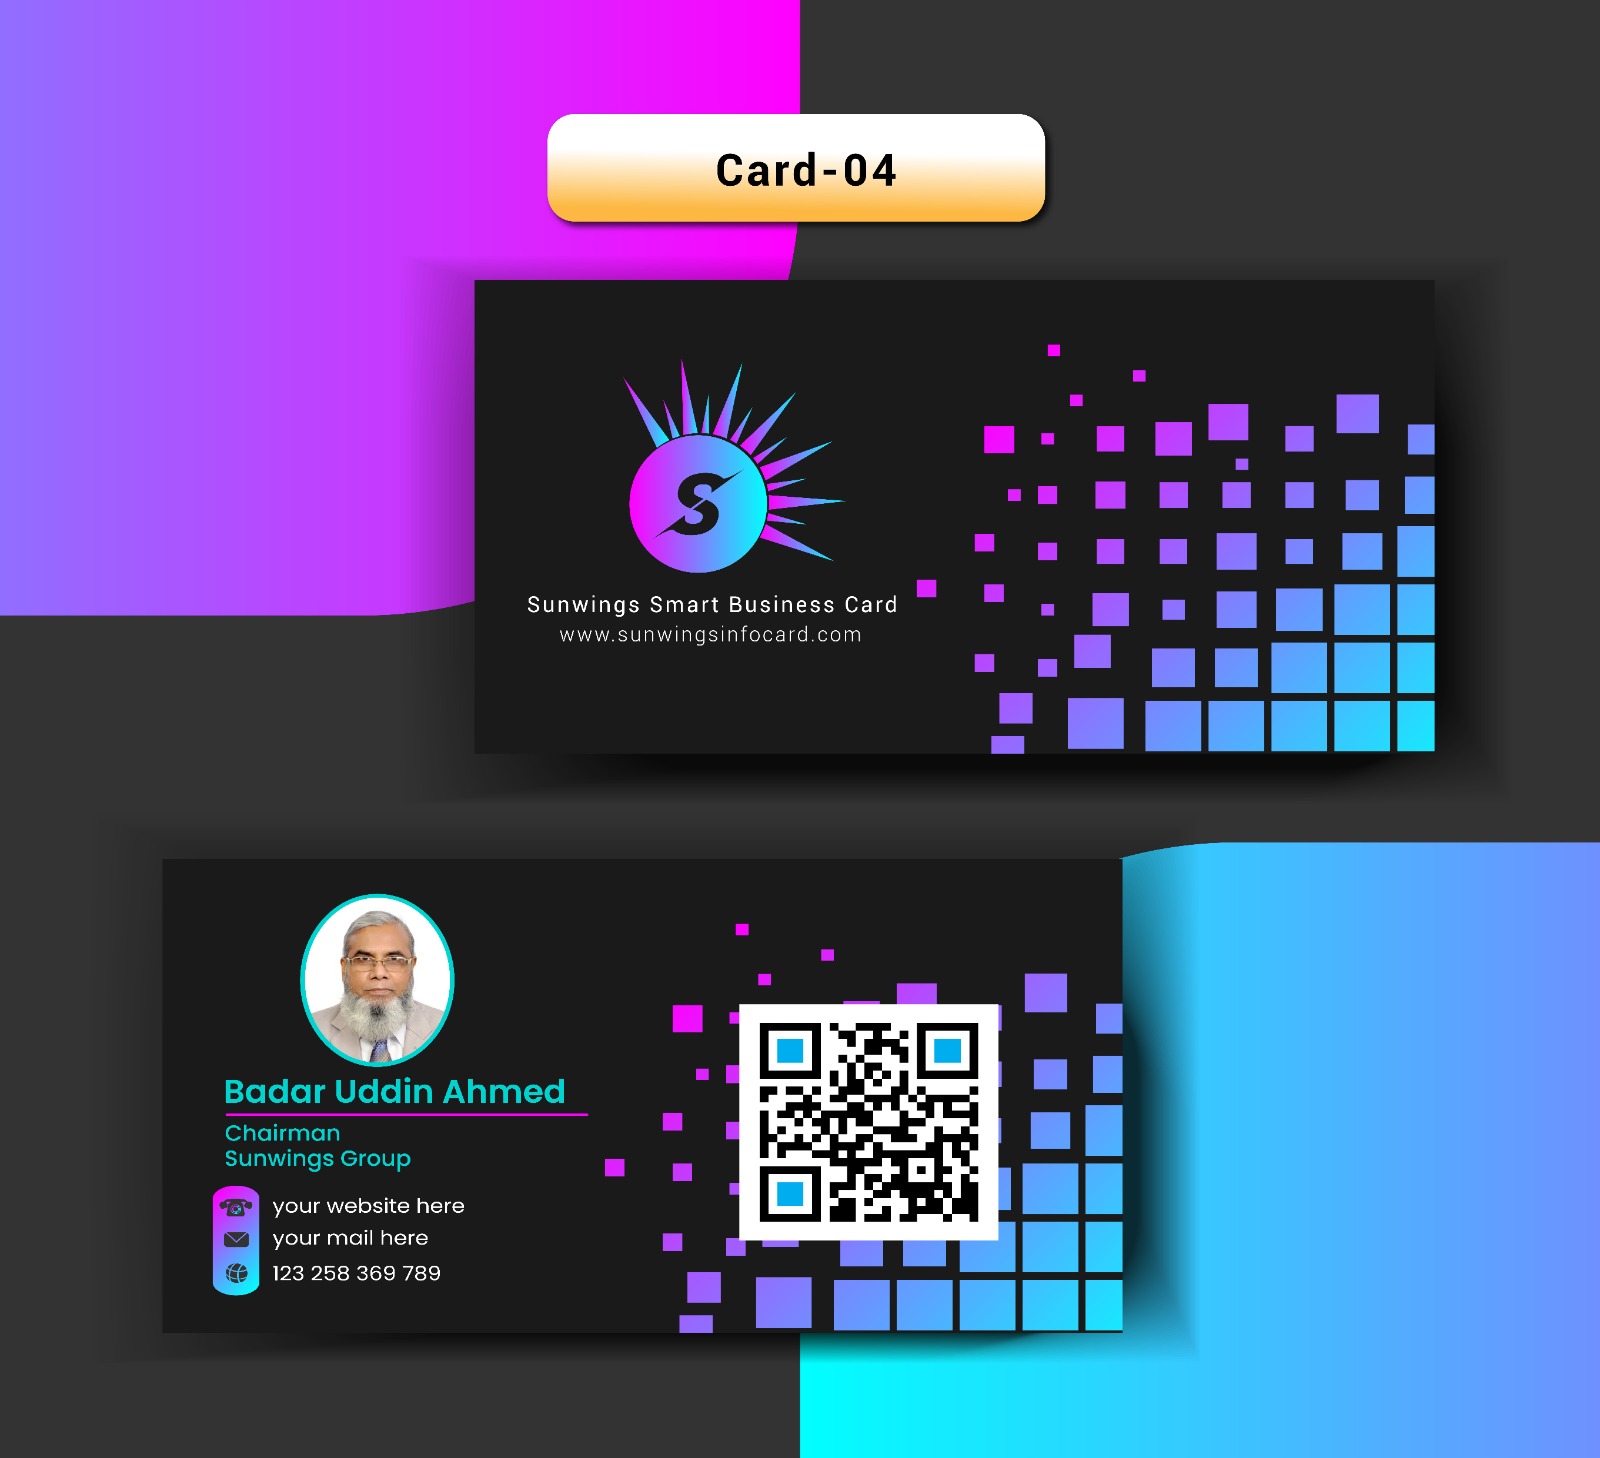 Card-04
S
Sunwings Smart Business Card
www.sunwingsinfocard.com
Badar Uddin Ahmed
Chairman
Sunwings Group
your website here
your mail here
123 258 369 789